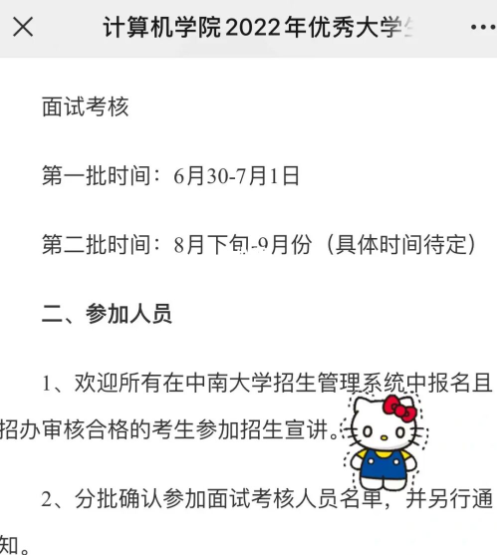 计算机学院2022年优秀大学
面试考核
第一批时间：6月30-7月1日
第二批时间：8月下旬-9月份（具体时间待定）
二、参加人员
1、欢迎所有在中南大学招生管理系统中报名且
招办审核合格的考生参加招生宣讲。
2、分批确认参加面试考核人员名单，并另行通
知。